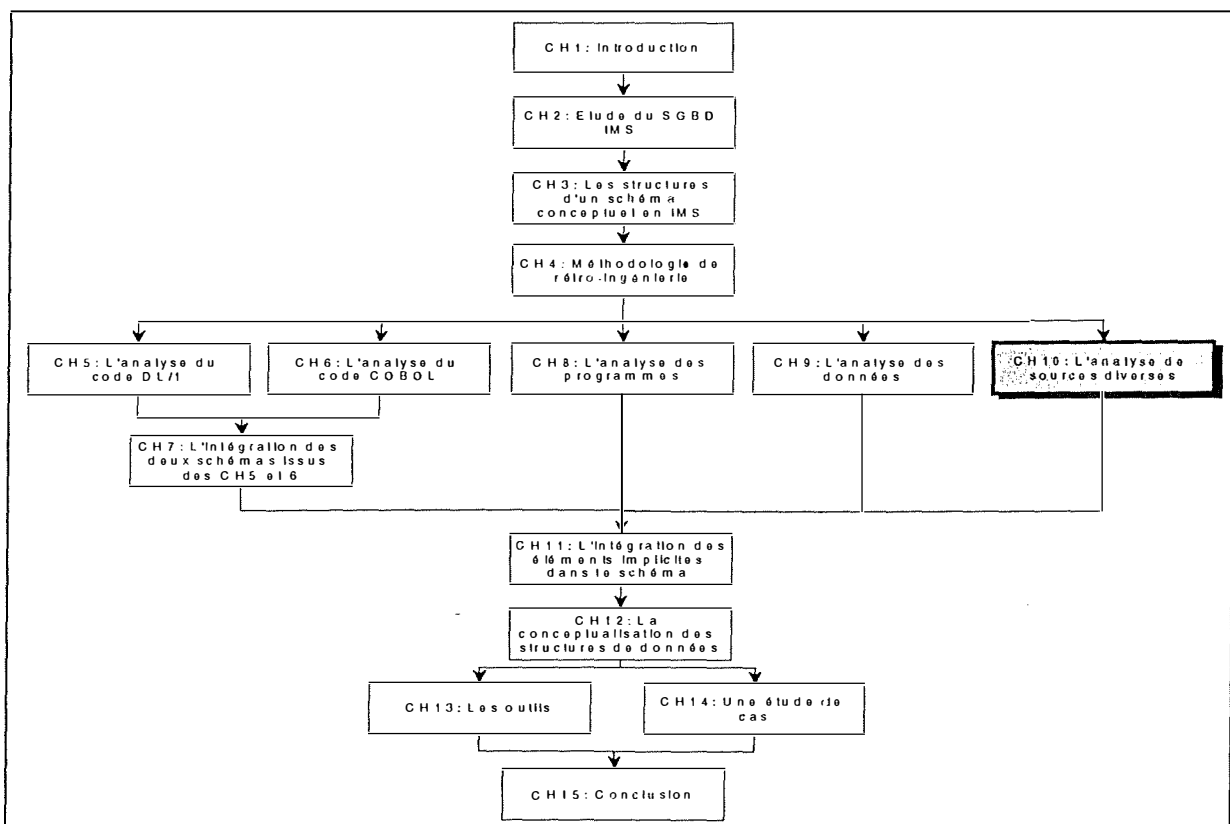 CH1: Introduction
CH2: Etude du SGBD
IMS
CH3: Les structures
d'un schéma
conceptuel en IMS
CH4: Méthodologie de
rétro-ingénierie
CH5: L'analyse du
code DL/1
CH6: L'analyse du
code COBOL
CH8: L'analyse des
programmes
CH9: L'analyse des
données
CH10: L'analyse de
sources diverses
CH7: L'intégration des
deux schémas issus
des CH5 et 6
CH11: L'intégration des
éléments implicites
dans le schéma
CH12: La
conceptualisation des
structures de données
CH13: Les outils
CH14: Une étude de
cas
CH15: Conclusion